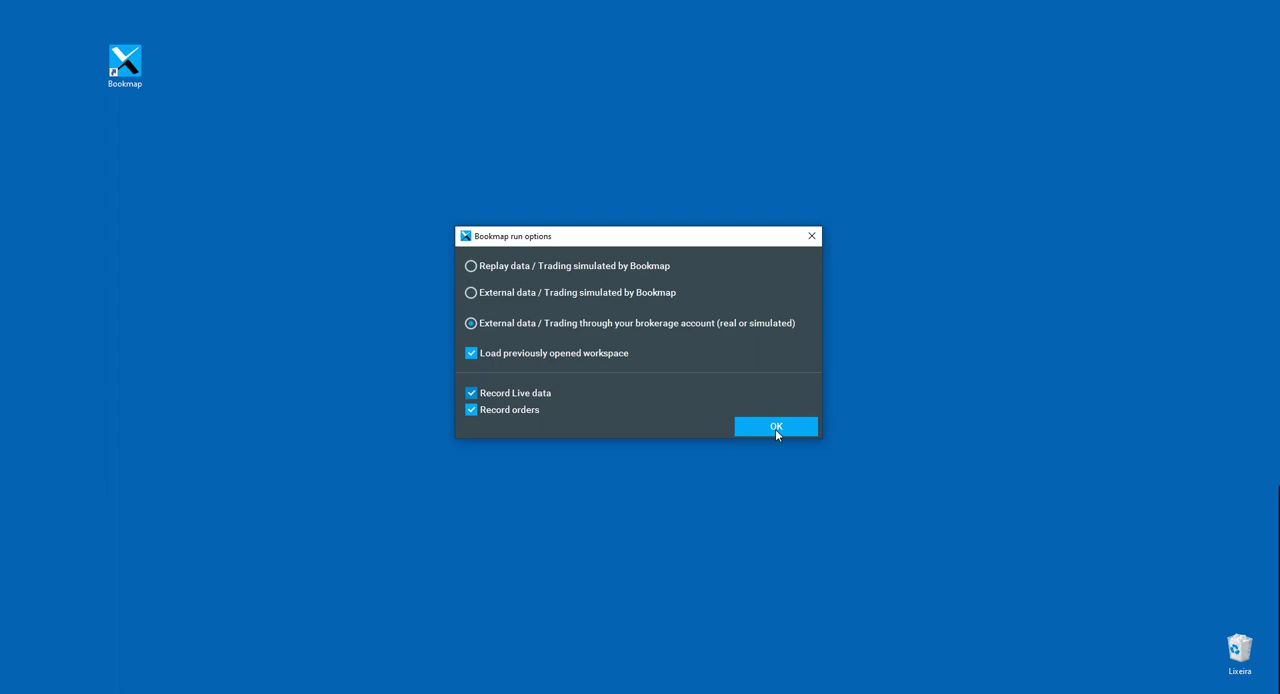 Bookmap
Bookmap run options
Replay data / Trading simulated by Bookmap
External data / Trading simulated by Bookmap
External data / Trading through your brokerage account (real or simulated)
Load previously opened workspace
Record Live data
Record orders
OK
Lixeira